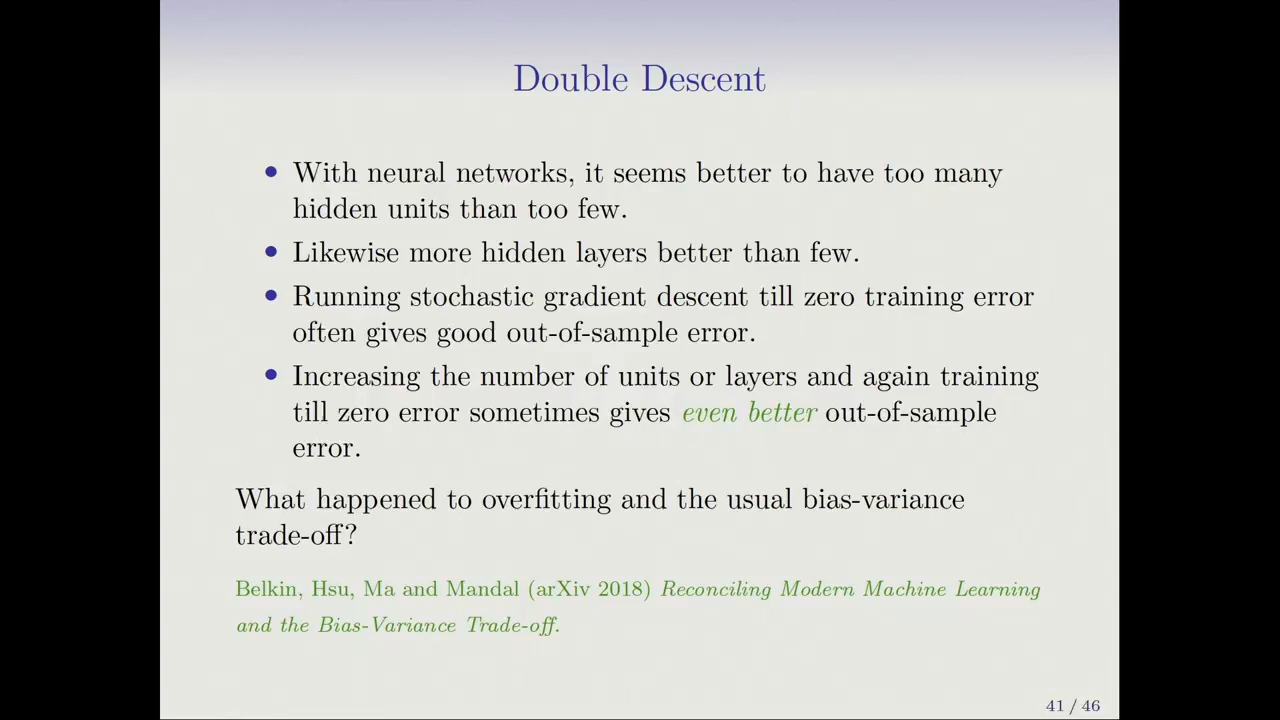 Double Descent
• With neural networks, it seems better to have too many
hidden units than too few.
• Likewise more hidden layers better than few.
• Running stochastic gradient descent till zero training error
often gives good out-of-sample error.
• Increasing the number of units or layers and again training
till zero error sometimes gives even better out-of-sample
error.
What happened to overfitting and the usual bias-variance
trade-off?
Belkin, Hsu, Ma and Mandal (arXiv 2018) Reconciling Modern Machine Learning
and the Bias-Variance Trade-off.
41 / 46